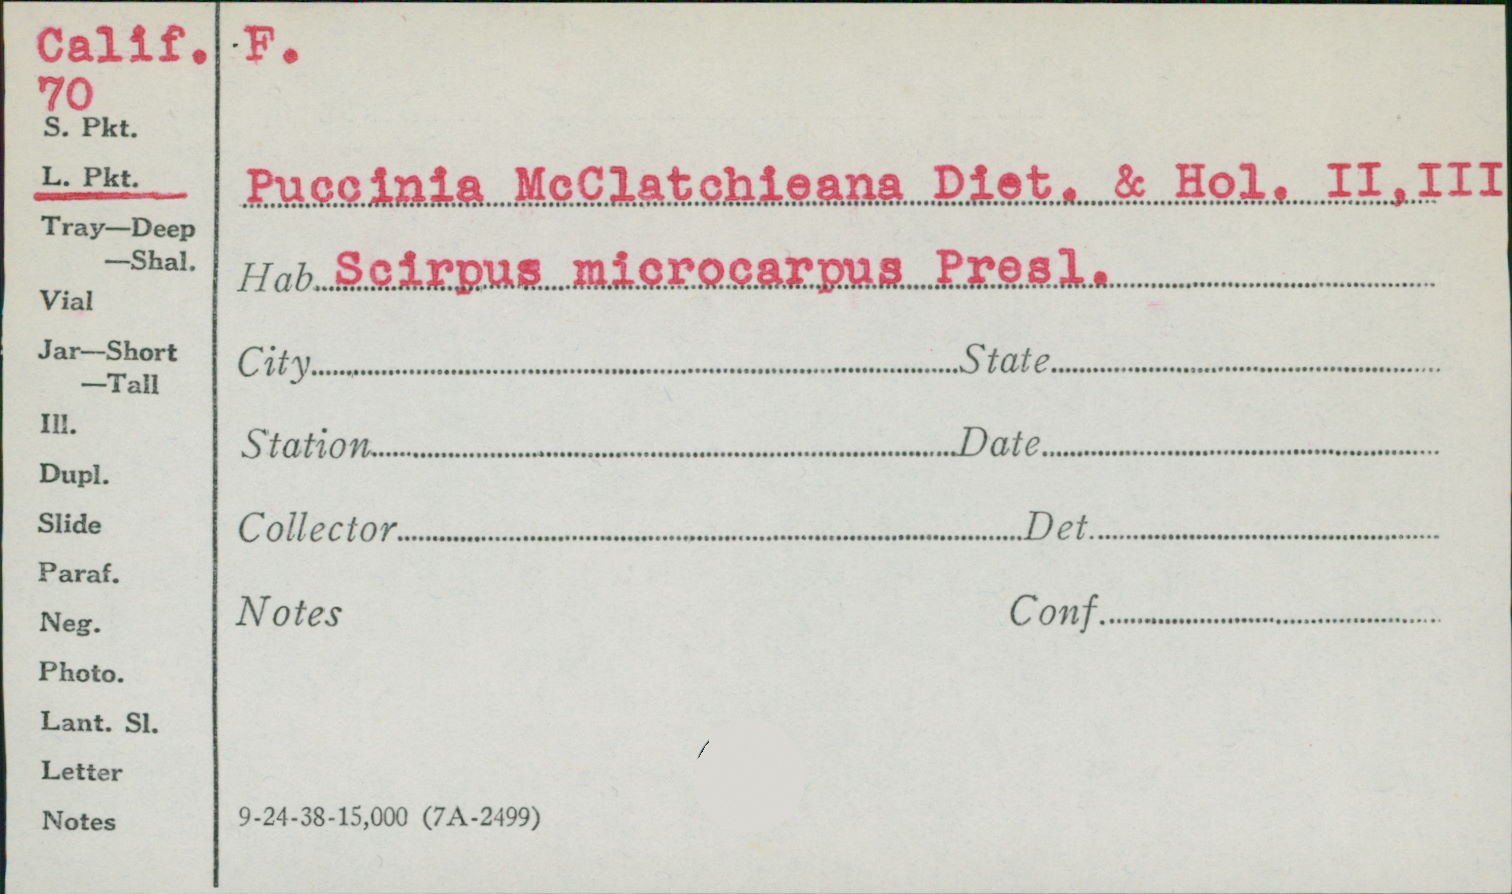 Calif. F.
70
S. Pkt.
L. Pkt.
Tray—Deep
—Shal.
Vial
Jar—Short
—Tall
Ill.
Dupl.
Slide
Paraf.
Neg.
Photo.
Lant. Sl.
Letter
Notes
Puccinia McClatchieana Diet. & Hol. II,III
Hab. Scirpus microcarpus Presl.
City State
Station Date
Collector Det.
Notes Conf.
9-24-38-15,000 (7A-2499)